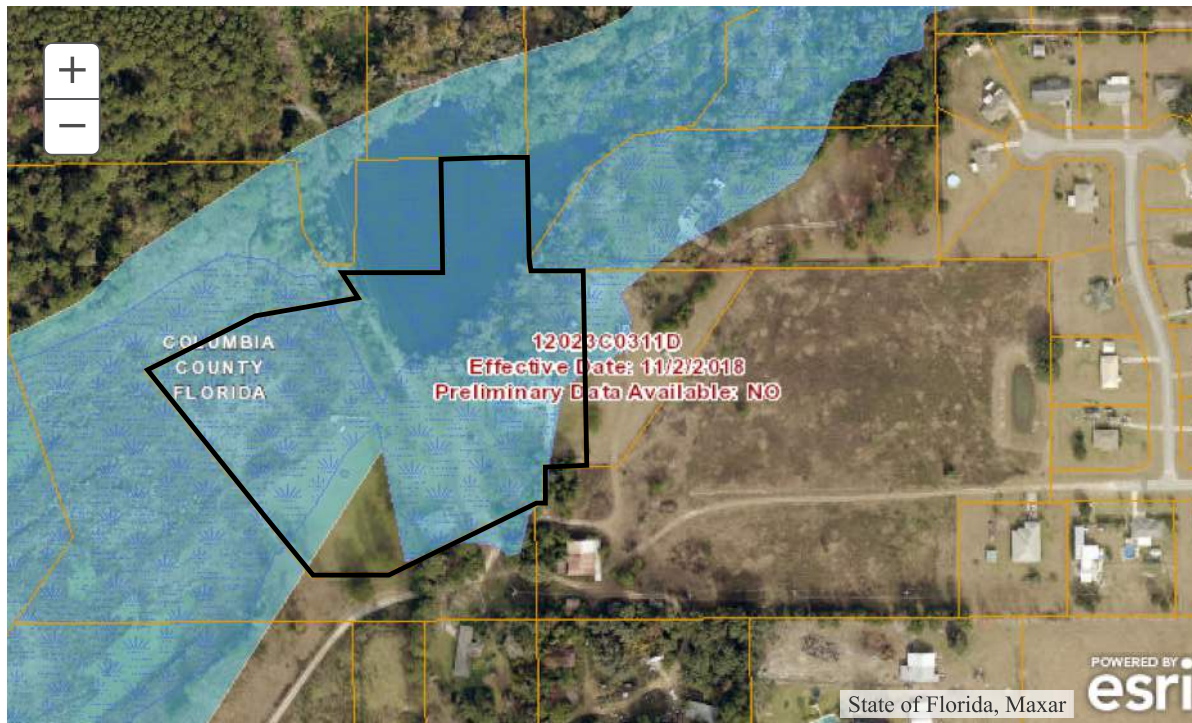 +
−
COLUMBIA
COUNTY
FLORIDA
12023C0311D
Effective Date: 11/2/2018
Preliminary Data Available: NO
POWERED BY
esri
State of Florida, Maxar